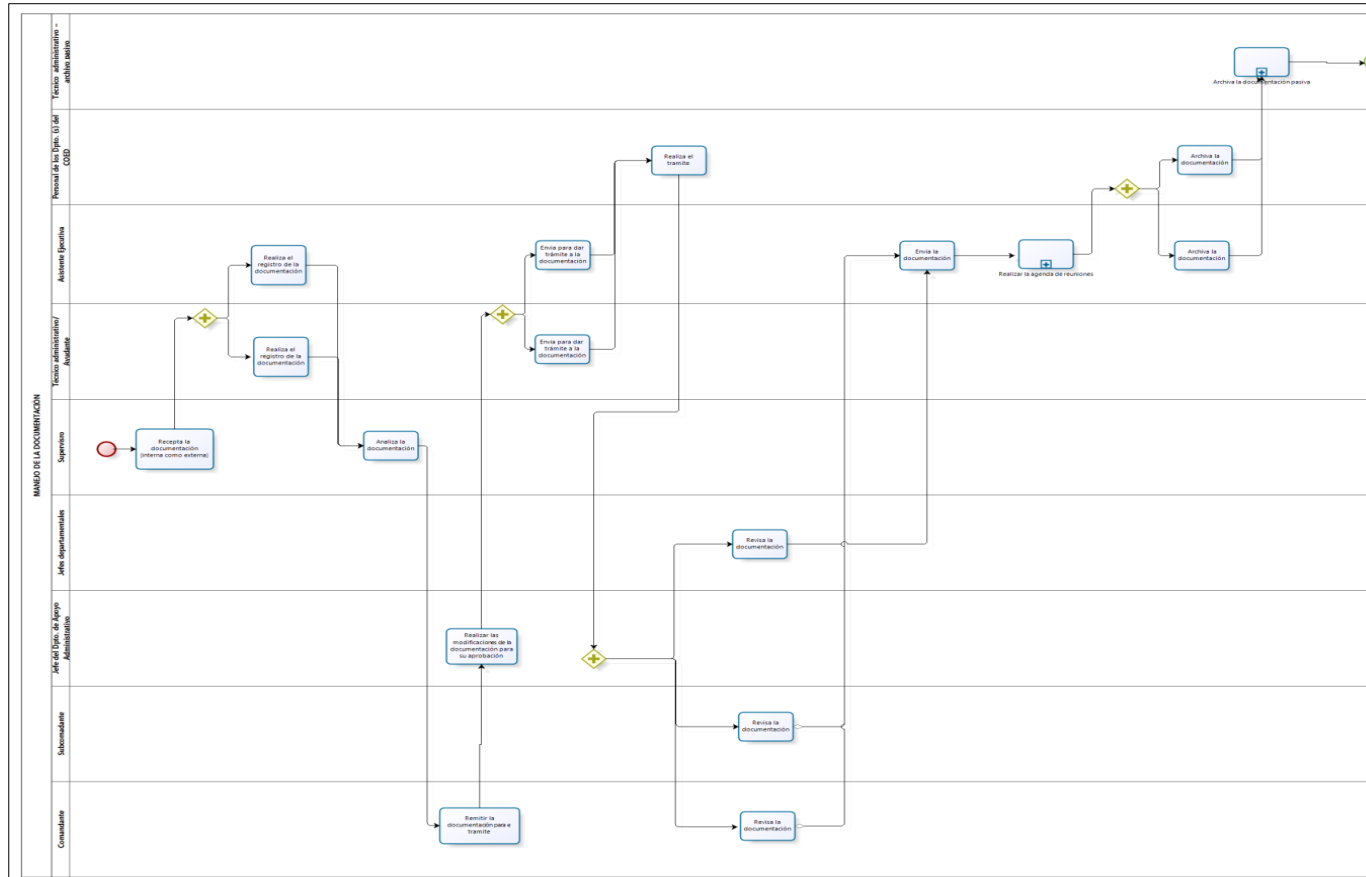 MANEJO DE LA DOCUMENTACIÓN
Técnico administrativo –
archivo pasivo
Archiva la documentación pasiva
Personal de los Dpto. (s) del
COED
Realiza el
tramite
Archiva la
documentación
Asistente Ejecutiva
Realiza el
registro de la
documentación
Envia para dar
trámite a la
documentación
Envia la
documentación
Realizar la agenda de reuniones
Archiva la
documentación
Técnico administrativo/
Ayudante
Realiza el
registro de la
documentación
Envia para dar
trámite a la
documentación
Supervisro
Recepta la
documentación
(interna como externa)
Analiza la
documentación
Jefes departamentales
Revisa la
documentación
Jefe del Dpto. de Apoyo
Administrativo
Realizar las
modificaciones de la
documentación para
su aprobación
Subcomadante
Revisa la
documentación
Comandante
Remitir la
documentación para e
tramite
Revisa la
documentación